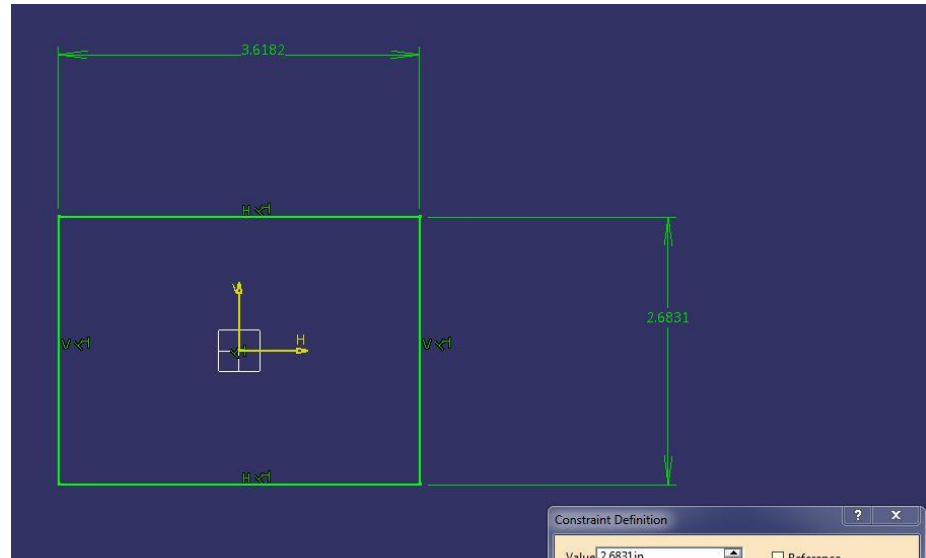 3.6182
H
V
H
V
V
2.6831
H
Constraint Definition
? x
Value 2.6831in
Reference